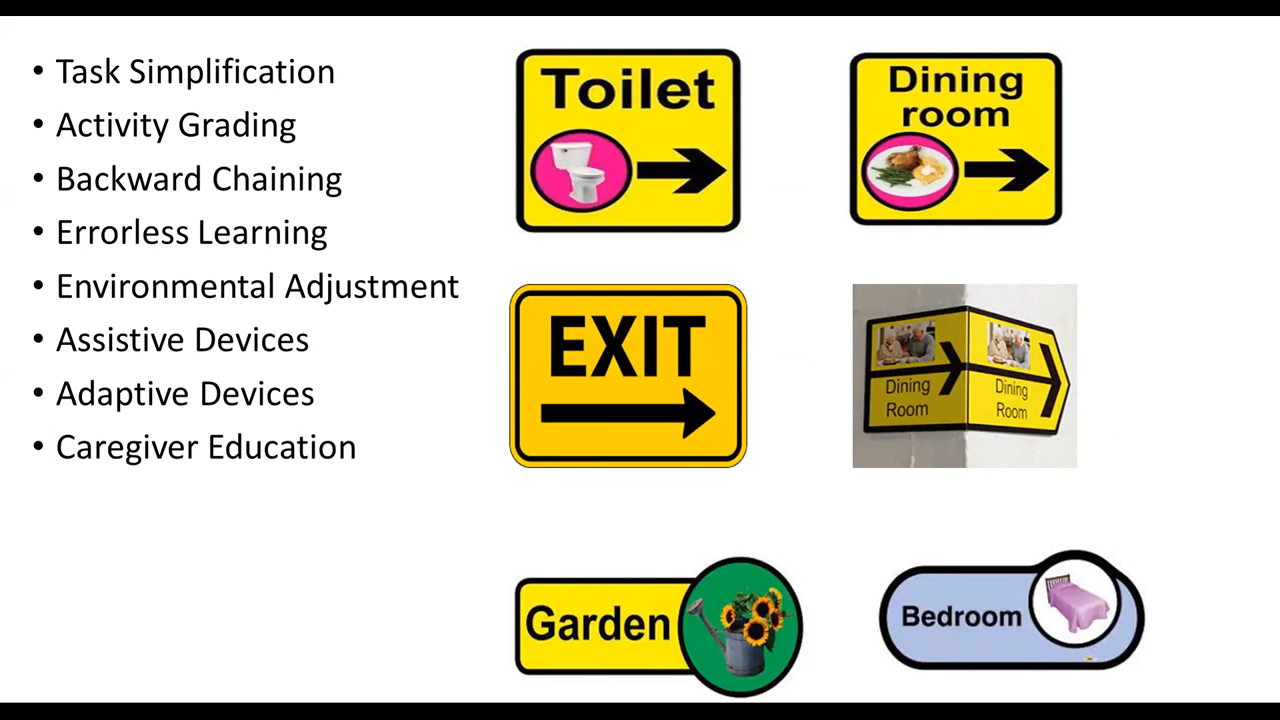 • Task Simplification
• Activity Grading
• Backward Chaining
• Errorless Learning
• Environmental Adjustment
• Assistive Devices
• Adaptive Devices
• Caregiver Education
Toilet
Dining
room
EXIT
Dining
Room
Dining
Room
Garden
Bedroom